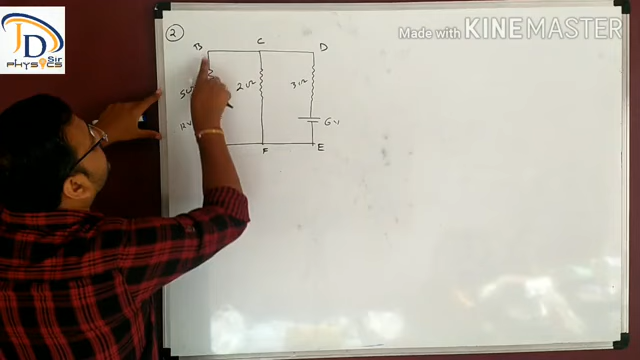 JD
Sir
PHYSICS
Made with KINEMASTER
2
B C D
2Ω
3Ω
6V
F E